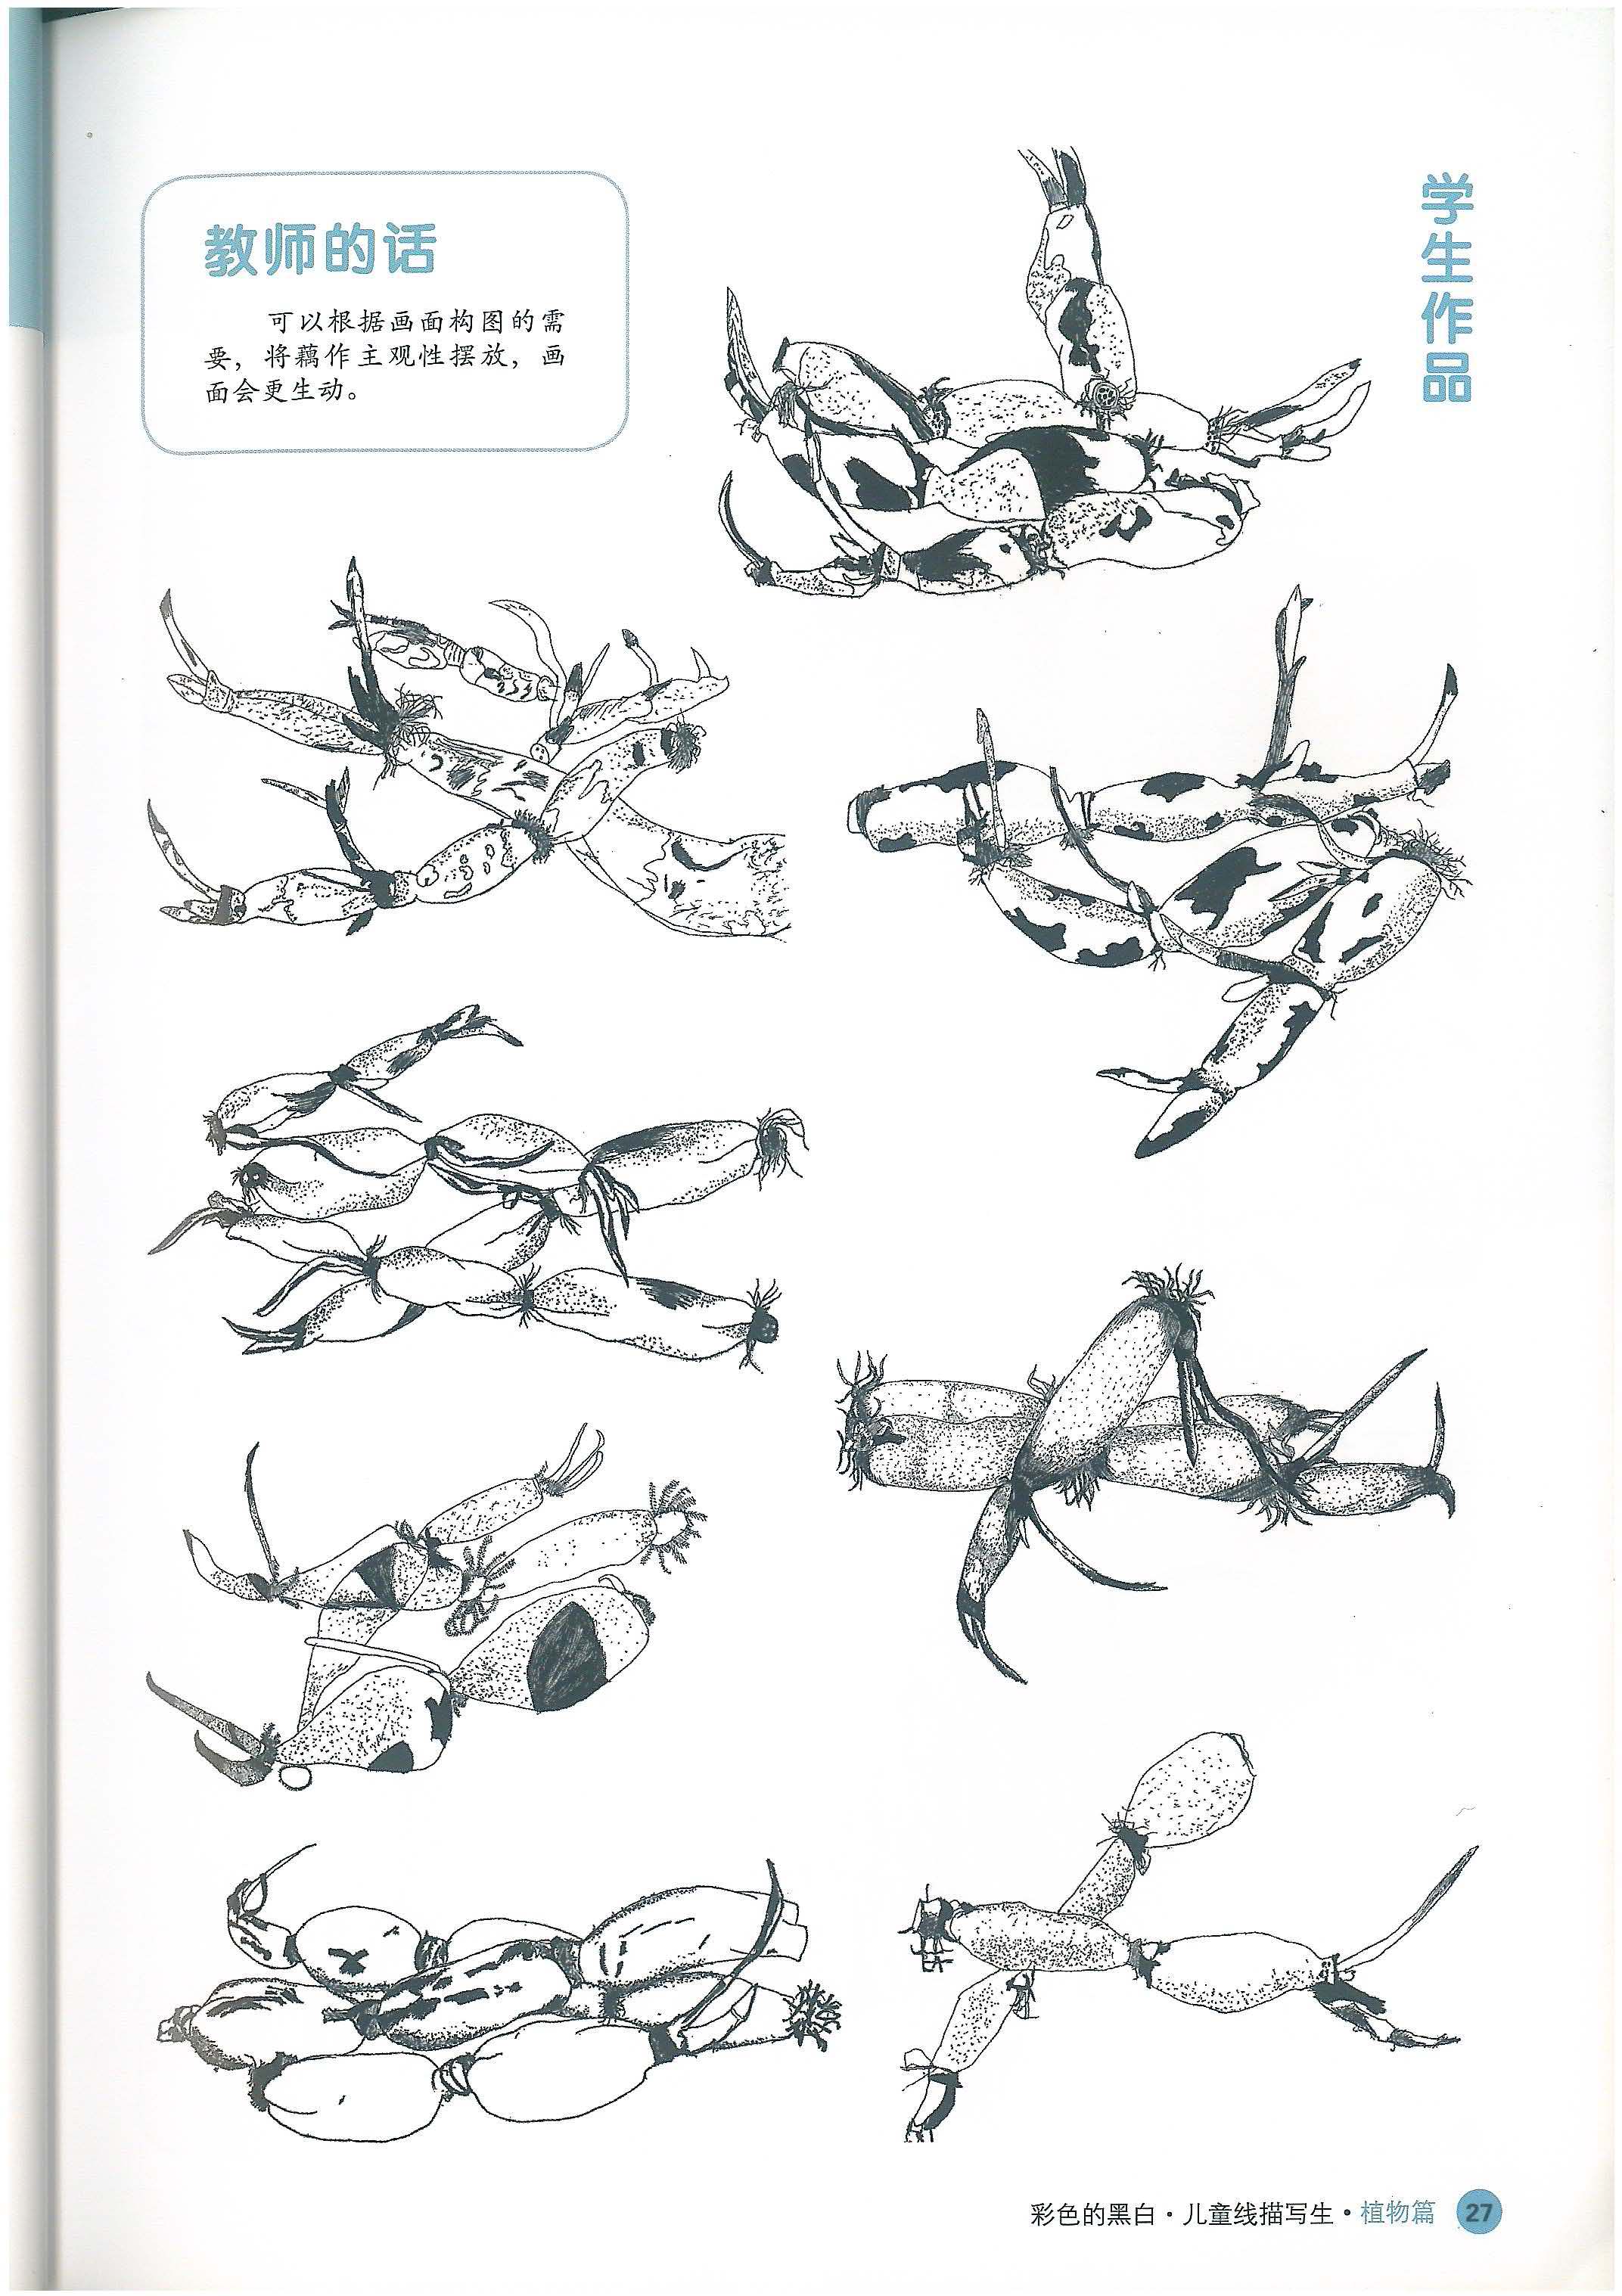 教师的话
可以根据画面构图的需
要，将藕作主观性摆放，画
面会更生动。
学生作品
彩色的黑白·儿童线描写生·植物篇 27